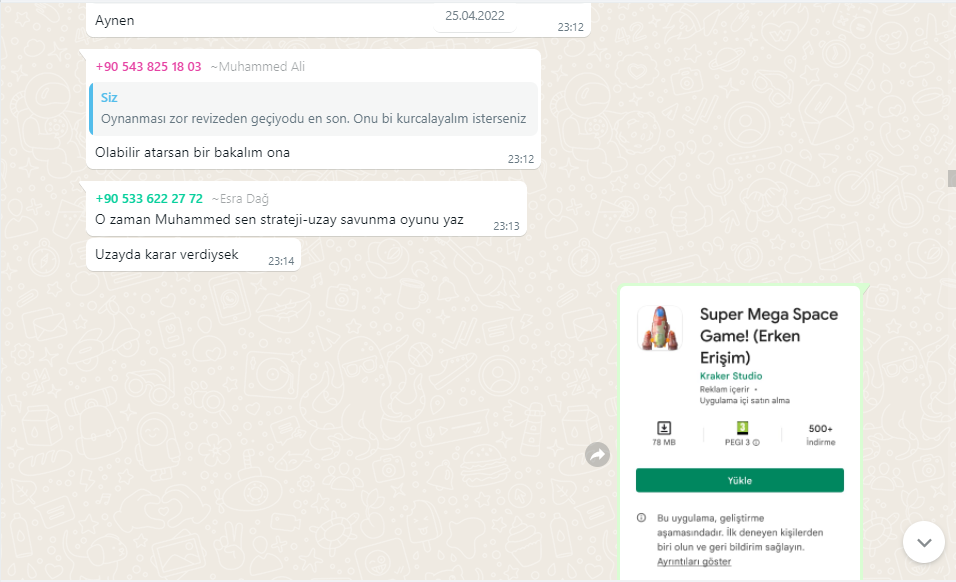 Aynen
25.04.2022
23:12
+90 543 825 18 03 ~Muhammed Ali
Siz
Oynanması zor revizeden geçiyodu en son. Onu bi kurcalayalım isterseniz
Olabilir atarsan bir bakalım ona
23:12
+90 533 622 27 72 ~Esra Dağ
O zaman Muhammed sen strateji-uzay savunma oyunu yaz
23:13
Uzayda karar verdiysek
23:14
Super Mega Space
Game! (Erken
Erişim)
Kraker Studio
Reklam içerir •
Uygulama içi satın alma
3
500+
78 MB
PEGI 3
İndirme
Yükle
Bu uygulama, geliştirme
aşamasındadır. İlk deneyen kişilerden
biri olun ve geri bildirim sağlayın.
Ayrıntıları göster